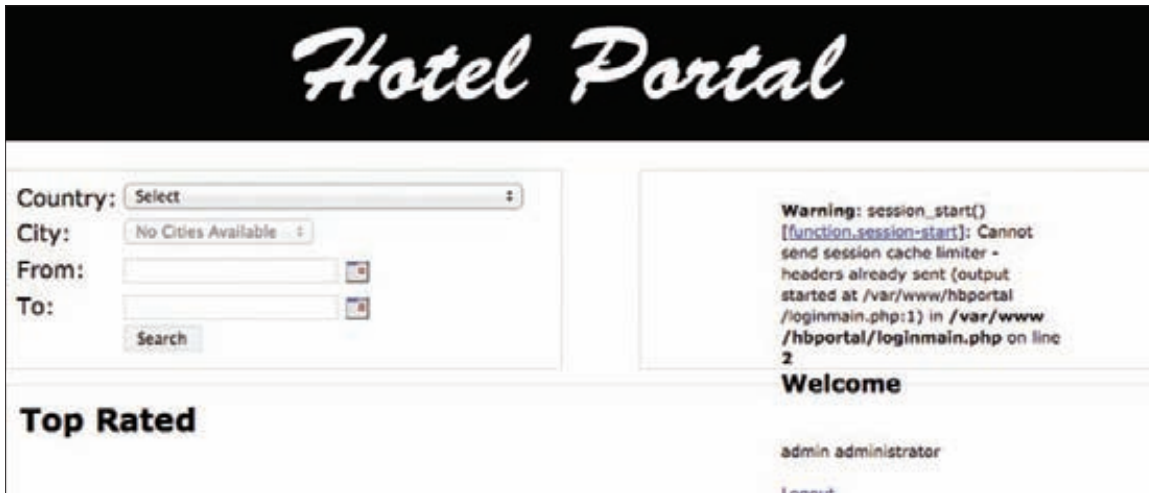 Hotel Portal
Country: Select
City: No Cities Available
From:
To:
Search
Warning: session_start()
[function.session-start]: Cannot
send session cache limiter -
headers already sent (output
started at /var/www/hbportal
/loginmain.php:1) in /var/www
/hbportal/loginmain.php on line
2
Welcome
Top Rated
admin administrator
Logout